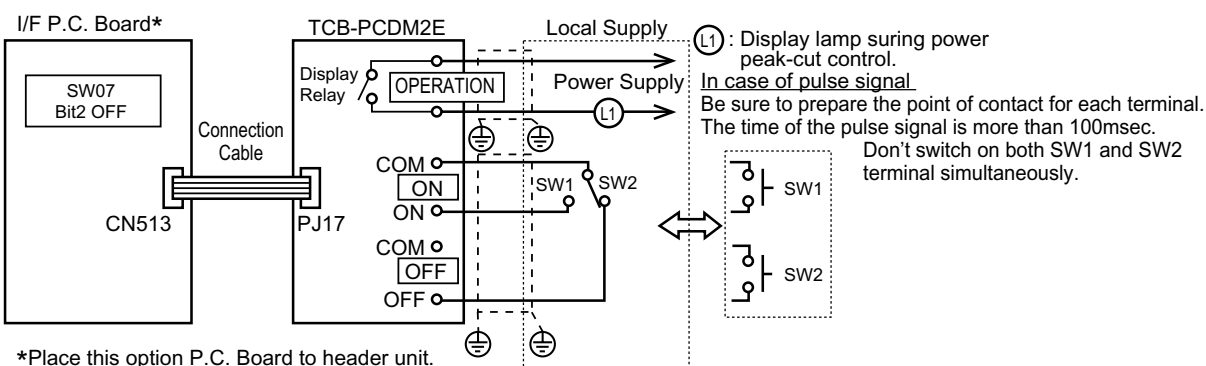 I/F P.C. Board*
SW07
Bit2 OFF
Connection
Cable
CN513
TCB-PCDM2E
Display
Relay
OPERATION
PJ17
COM
ON
ON
COM
OFF
OFF
Local Supply
Power Supply
L1
SW1
SW2
L1 : Display lamp suring power
peak-cut control.
In case of pulse signal
Be sure to prepare the point of contact for each terminal.
The time of the pulse signal is more than 100msec.
Don't switch on both SW1 and SW2
terminal simultaneously.
SW1
SW2
*Place this option P.C. Board to header unit.